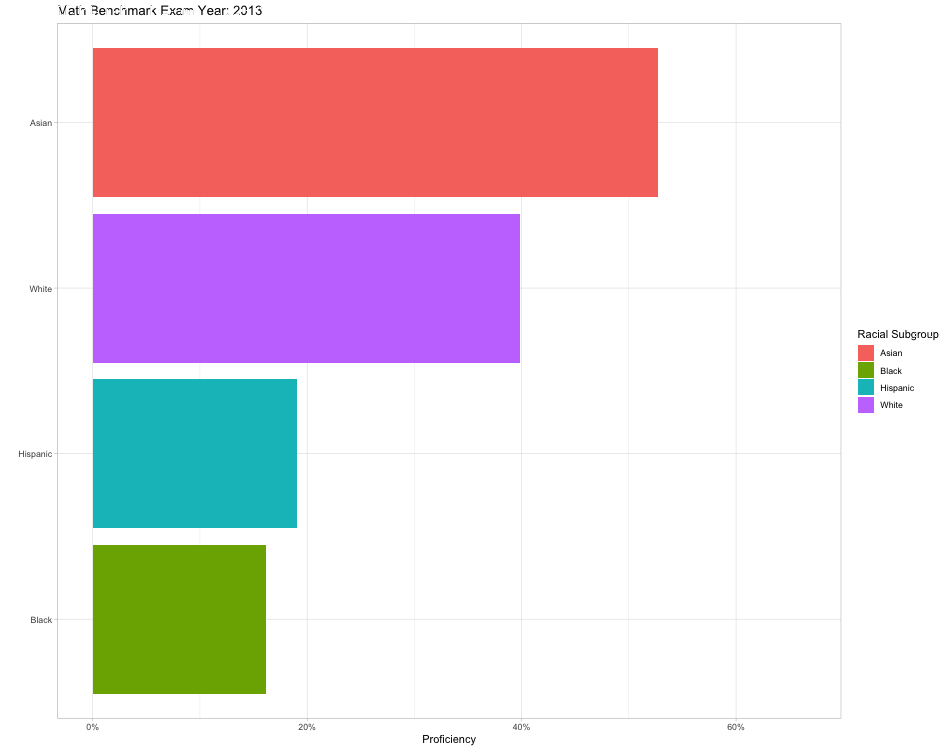 Math Benchmark Exam Year: 2013
Asian
White
Hispanic
Black
0% 20% 40% 60%
Proficiency
Racial Subgroup
Asian
Black
Hispanic
White